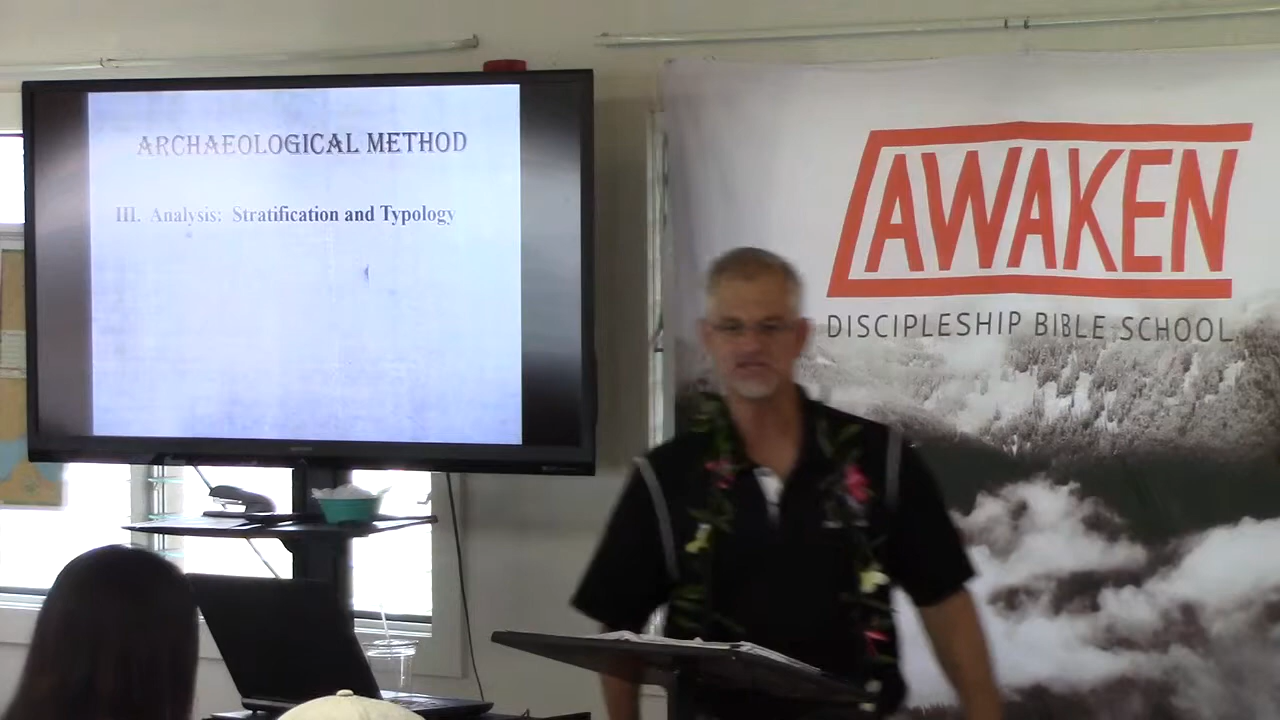 ARCHAEOLOGICAL METHOD
III. Analysis: Stratification and Typology
AWAKEN
DISCIPLESHIP BIBLE SCHOOL